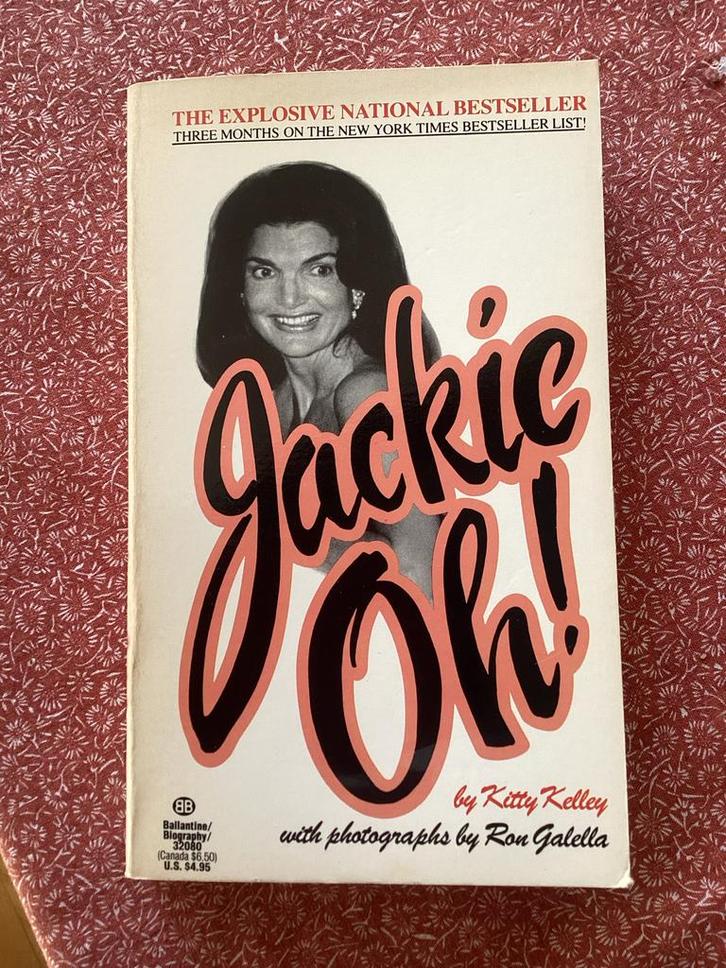 THE EXPLOSIVE NATIONAL BESTSELLER
THREE MONTHS ON THE NEW YORK TIMES BESTSELLER LIST!
Jackie
Oh!
by Kitty Kelley
with photographs by Ron Galella
BB
Ballantine/
Biography/
32080
(Canada $6.50)
U.S. $4.95